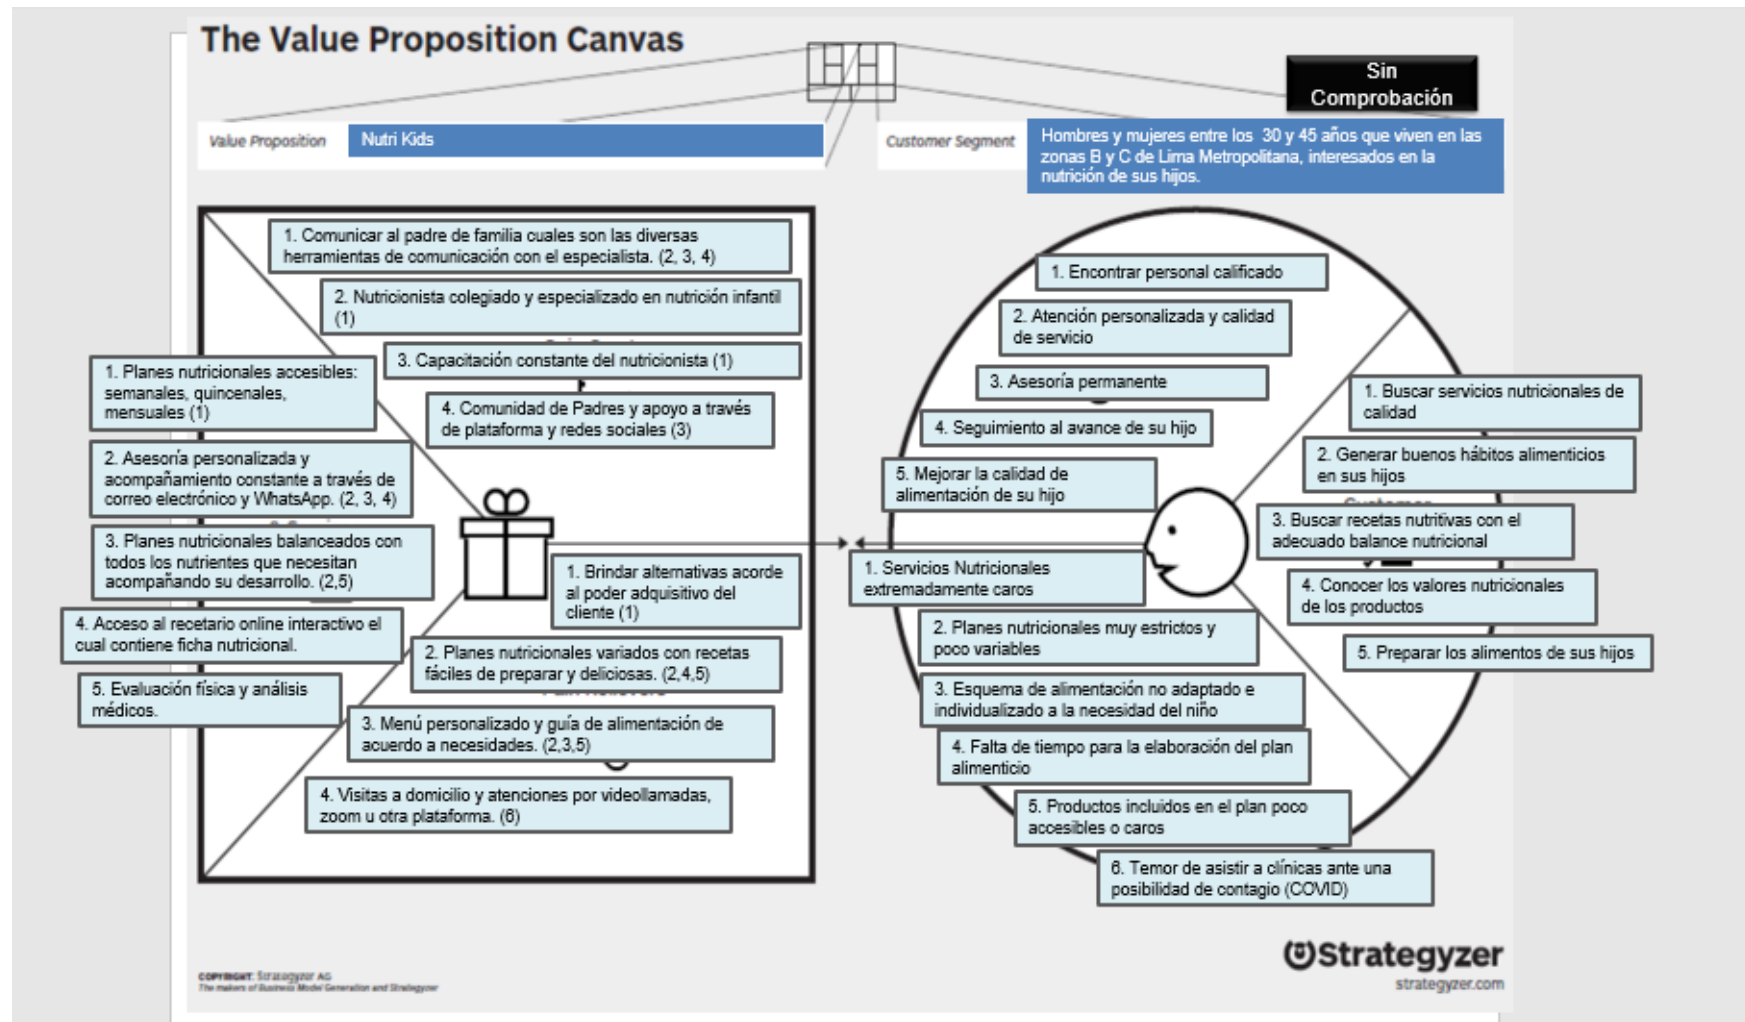 The Value Proposition Canvas
Sin
Comprobación
Value Proposition
Nutri Kids
Customer Segment
Hombres y mujeres entre los 30 y 45 años que viven en las
zonas B y C de Lima Metropolitana, interesados en la
nutrición de sus hijos.
1. Comunicar al padre de familia cuales son las diversas
herramientas de comunicación con el especialista. (2, 3, 4)
2. Nutricionista colegiado y especializado en nutrición infantil
(1)
3. Capacitación constante del nutricionista (1)
4. Comunidad de Padres y apoyo a través
de plataforma y redes sociales (3)
1. Planes nutricionales accesibles:
semanales, quincenales,
mensuales (1)
2. Asesoría personalizada y
acompañamiento constante a través de
correo electrónico y WhatsApp. (2, 3, 4)
3. Planes nutricionales balanceados con
todos los nutrientes que necesitan
acompañando su desarrollo. (2,5)
4. Acceso al recetario online interactivo el
cual contiene ficha nutricional.
5. Evaluación física y análisis
médicos.
1. Brindar alternativas acorde
al poder adquisitivo del
cliente (1)
2. Planes nutricionales variados con recetas
fáciles de preparar y deliciosas. (2,4,5)
3. Menú personalizado y guía de alimentación de
acuerdo a necesidades. (2,3,5)
4. Visitas a domicilio y atenciones por videollamadas,
zoom u otra plataforma. (6)
1. Encontrar personal calificado
2. Atención personalizada y calidad
de servicio
3. Asesoría permanente
4. Seguimiento al avance de su hijo
5. Mejorar la calidad de
alimentación de su hijo
1. Buscar servicios nutricionales de
calidad
2. Generar buenos hábitos alimenticios
en sus hijos
3. Buscar recetas nutritivas con el
adecuado balance nutricional
4. Conocer los valores nutricionales
de los productos
5. Preparar los alimentos de sus hijos
1. Servicios Nutricionales
extremadamente caros
2. Planes nutricionales muy estrictos y
poco variables
3. Esquema de alimentación no adaptado e
individualizado a la necesidad del niño
4. Falta de tiempo para la elaboración del plan
alimenticio
5. Productos incluidos en el plan poco
accesibles o caros
6. Temor de asistir a clínicas ante una
posibilidad de contagio (COVID)
COPYRIGHT: Strategyzer AG
The makers of Business Model Generation and Strategyzer
Strategyzer
strategyzer.com